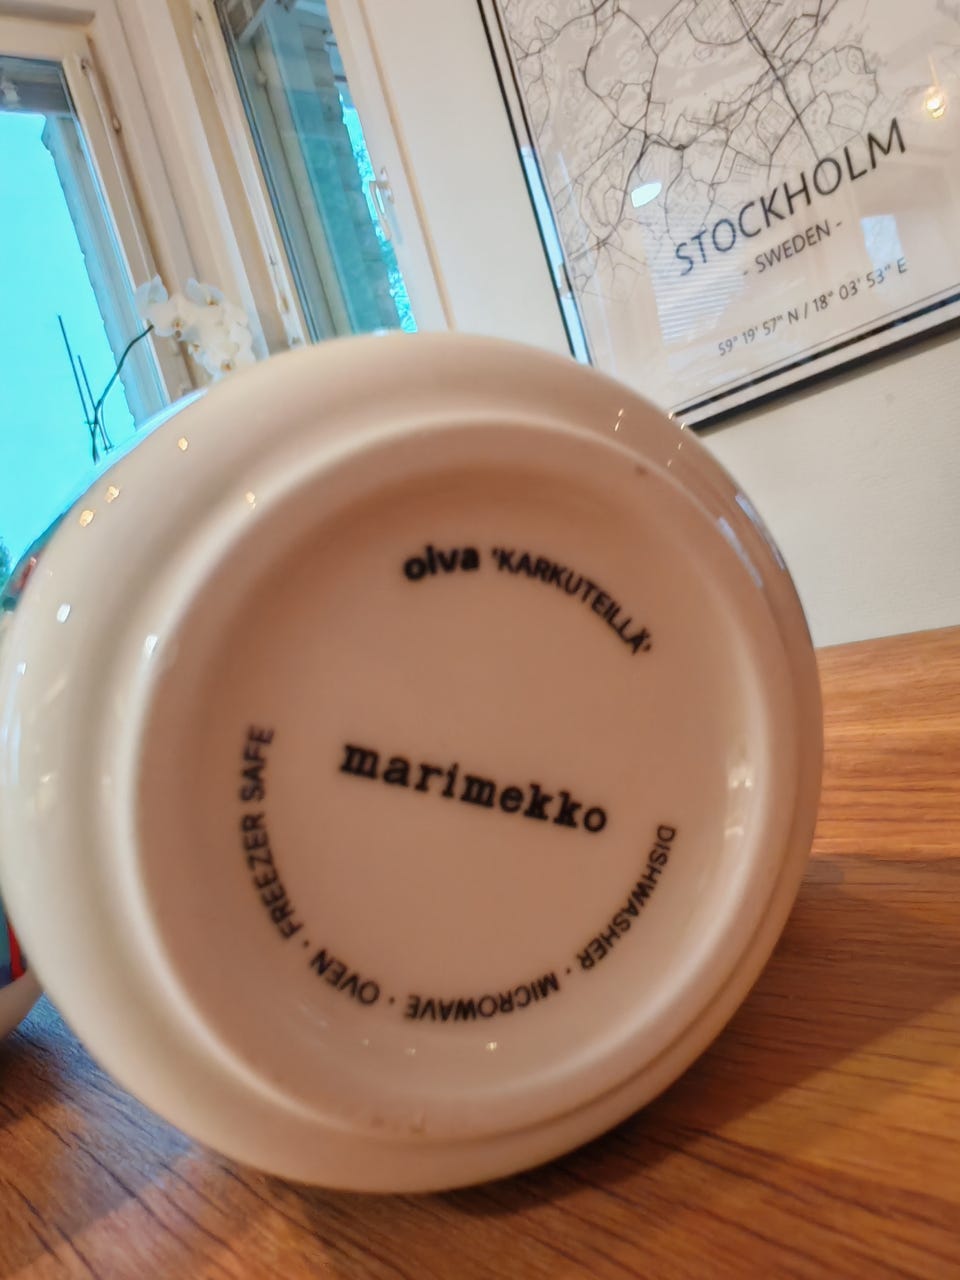 STOCKHOLM
- SWEDEN -
59° 19' 57" N / 18° 03' 53" E
oiva 'KARKUTEILLÄ'
marimekko
DISHWASHER · MICROWAVE · OVEN · FREEZER SAFE